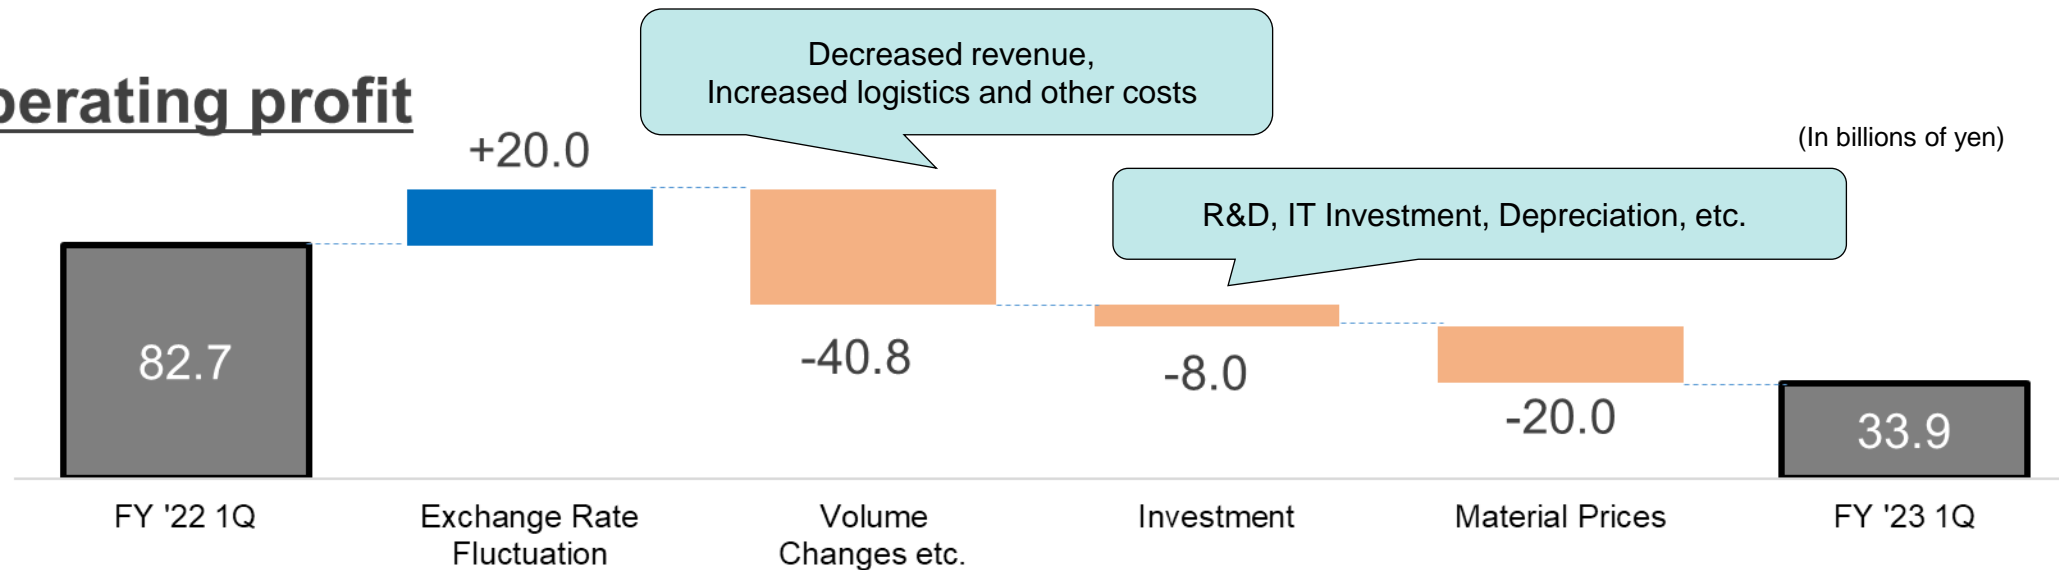 perating profit
Decreased revenue,
Increased logistics and other costs
(In billions of yen)
+20.0
R&D, IT Investment, Depreciation, etc.
82.7
-40.8
-8.0
-20.0
33.9
FY '22 1Q
Exchange Rate
Fluctuation
Volume
Changes etc.
Investment
Material Prices
FY '23 1Q